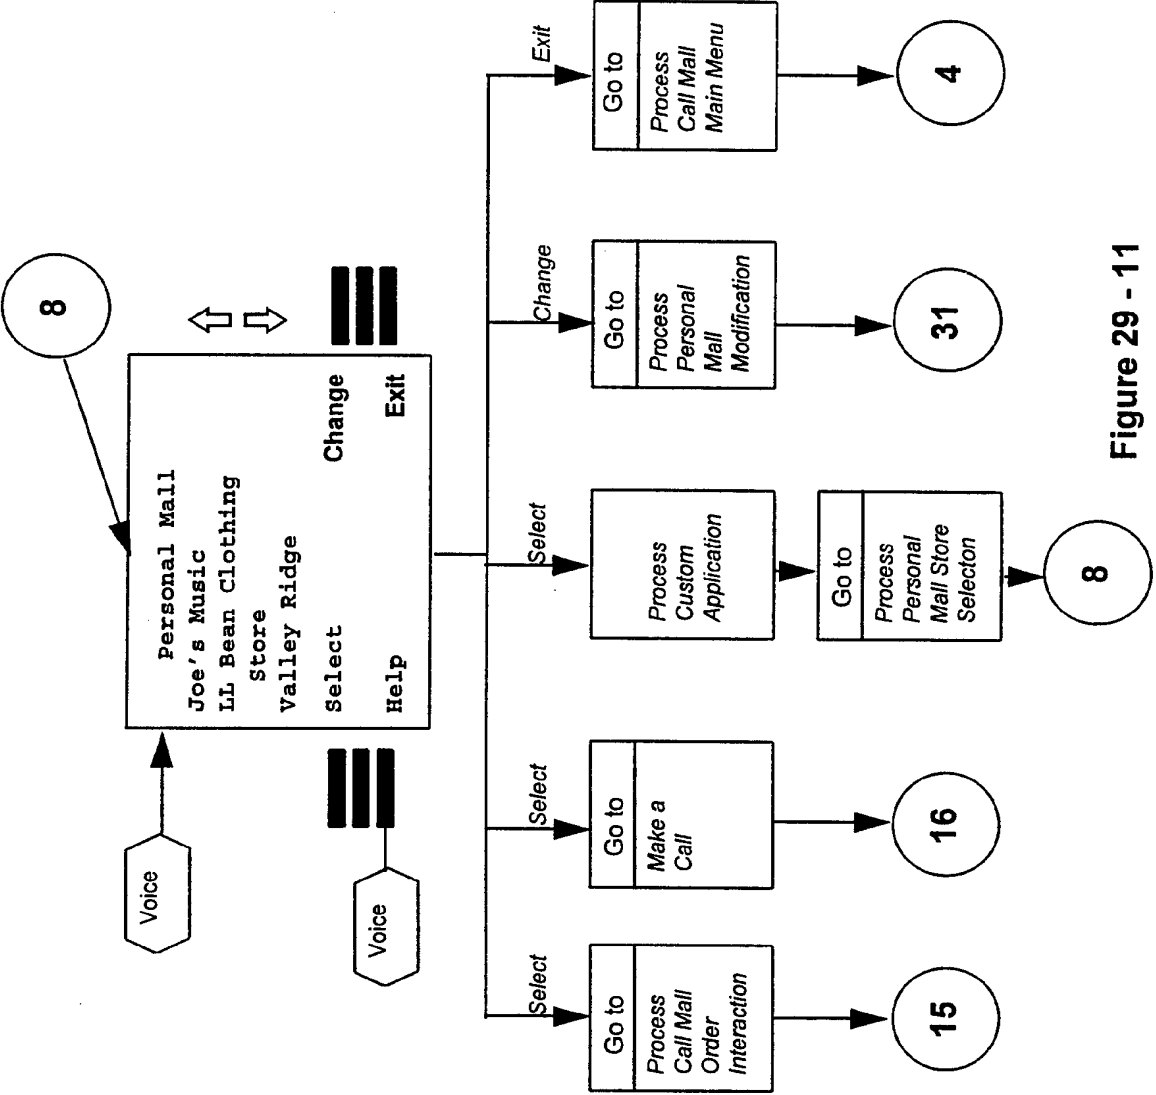 8
Voice
Personal Mall
Joe's Music
LL Bean Clothing
Store
Valley Ridge
Select Change
Help Exit
Voice
Select
Select
Select
Change
Exit
Go to
Process
Call Mall
Order
Interaction
15
Go to
Make a
Call
16
Process
Custom
Application
Go to
Process
Personal
Mall Store
Selecton
8
Go to
Process
Personal
Mall
Modification
31
Go to
Process
Call Mall
Main Menu
4
Figure 29 - 11